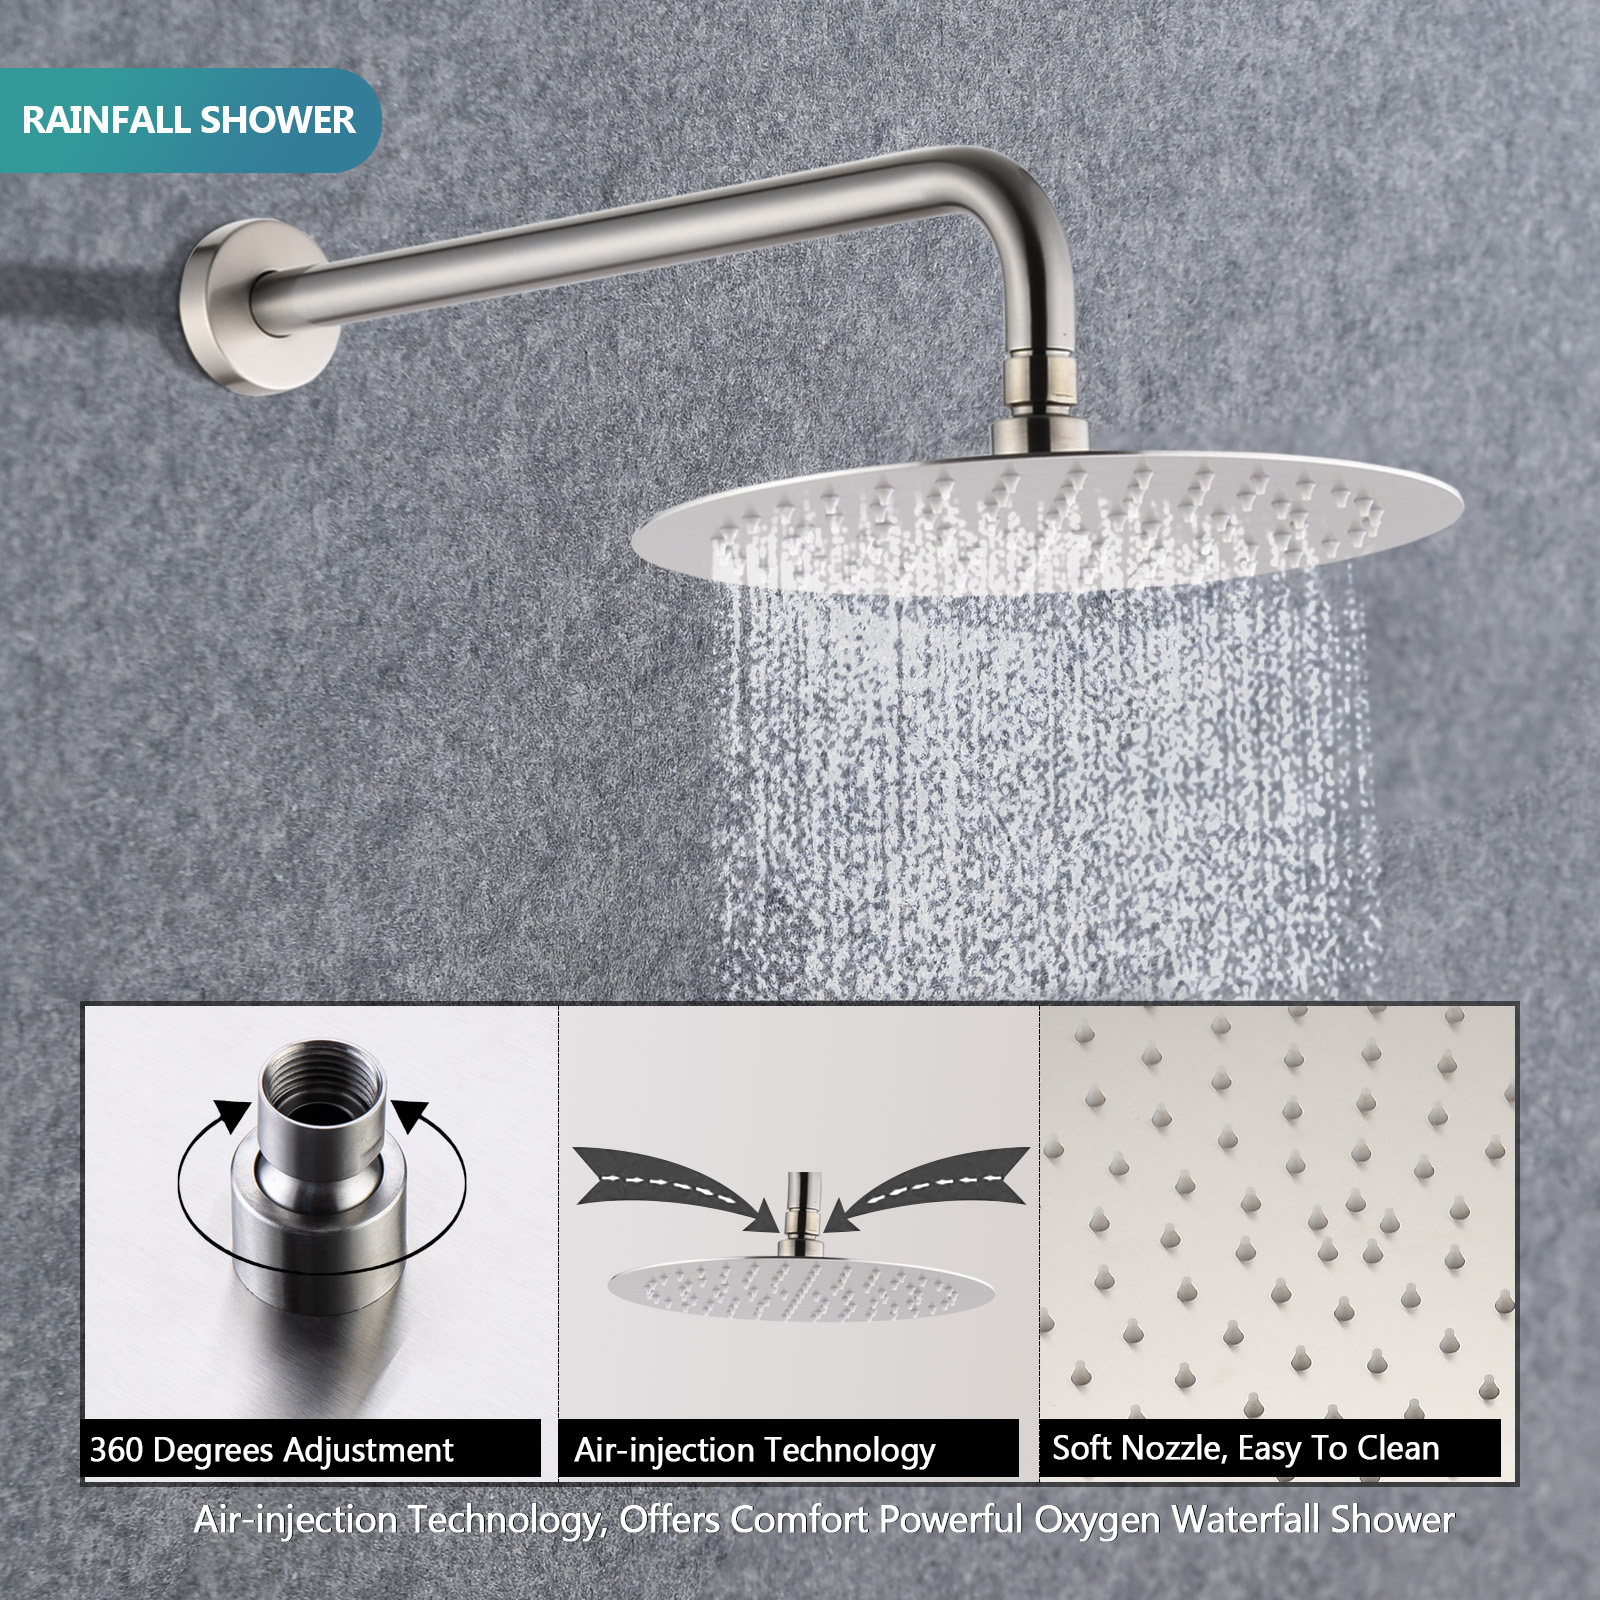 RAINFALL SHOWER
360 Degrees Adjustment
Air-injection Technology
Soft Nozzle, Easy To Clean
Air-injection Technology, Offers Comfort Powerful Oxygen Waterfall Shower